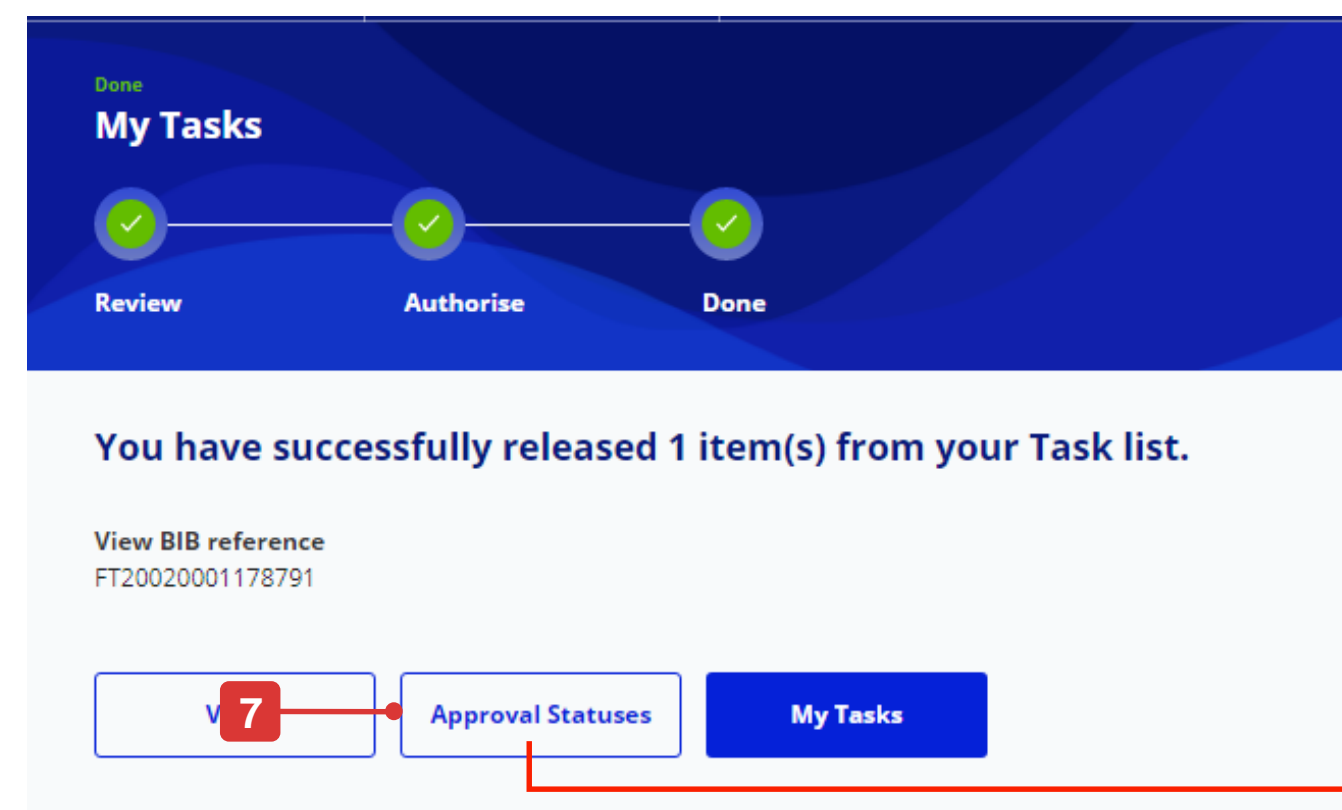 Done
My Tasks
Review Authorise Done
You have successfully released 1 item(s) from your Task list.
View BIB reference
FT20020001178791
7 Approval Statuses My Tasks